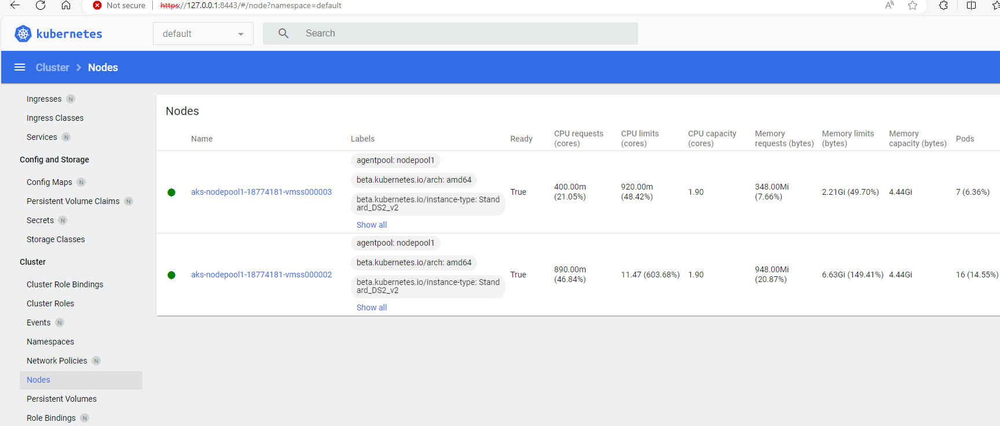 Not secure https://127.0.0.1:8443/#/node?namespace=default
kubernetes default Search
Cluster Nodes
Ingresses N
Ingress Classes
Services N
Config and Storage
Config Maps N
Persistent Volume Claims N
Secrets N
Storage Classes
Cluster
Cluster Role Bindings
Cluster Roles
Events N
Namespaces
Network Policies N
Nodes
Persistent Volumes
Role Bindings N
Nodes
Name Labels Ready CPU requests (cores) CPU limits (cores) CPU capacity (cores) Memory requests (bytes) Memory limits (bytes) Memory capacity (bytes) Pods
agentpool: nodepool1
beta.kubernetes.io/arch: amd64
aks-nodepool1-18774181-vmss000003 True 400.00m (21.05%) 920.00m (48.42%) 1.90 348.00Mi (7.66%) 2.21Gi (49.70%) 4.44Gi 7 (6.36%)
beta.kubernetes.io/instance-type: Stand
ard_DS2_v2
Show all
agentpool: nodepool1
beta.kubernetes.io/arch: amd64
aks-nodepool1-18774181-vmss000002 True 890.00m (46.84%) 11.47 (603.68%) 1.90 948.00Mi (20.87%) 6.63Gi (149.41%) 4.44Gi 16 (14.55%)
beta.kubernetes.io/instance-type: Stand
ard_DS2_v2
Show all